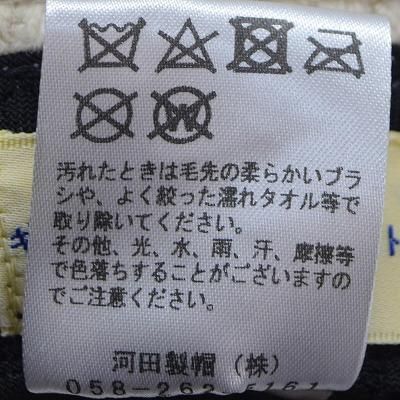 W
汚れたときは毛先の柔らかいブラ
シや、よく絞った濡れタオル等で
取り除いてください。
その他、光、水、雨、汗、摩擦等
で色落ちすることがございますの
でご注意ください。
河田製帽(株)
058-262-5161